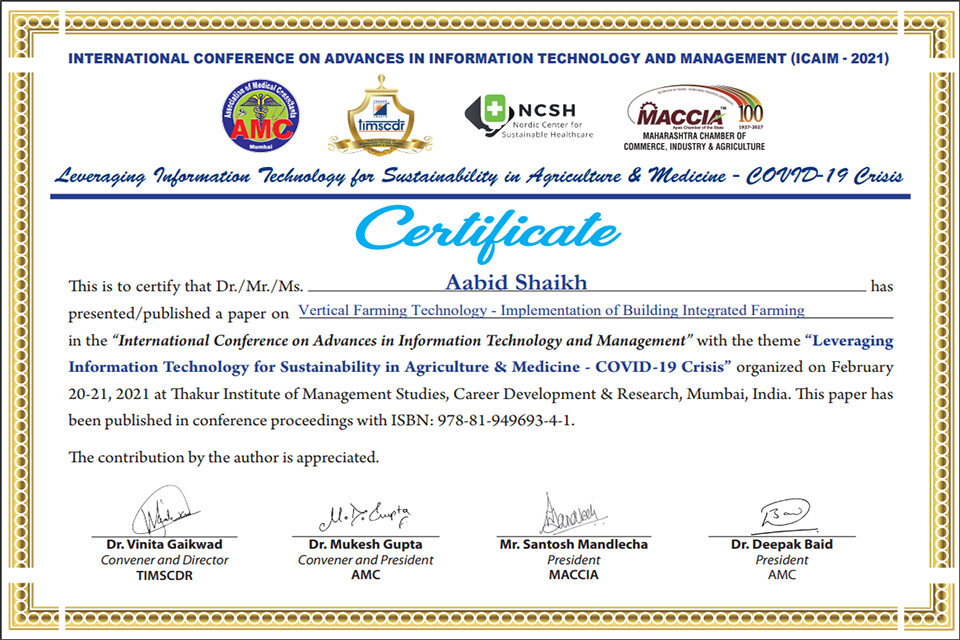 INTERNATIONAL CONFERENCE ON ADVANCES IN INFORMATION TECHNOLOGY AND MANAGEMENT (ICAIM - 2021)
Association of Medical Consultants
AMC
Mumbai
timscdr
NCSH
Nordic Center for
Sustainable Healthcare
MACCIA™
Apex Chamber of the State
100
1927-2027
MAHARASHTRA CHAMBER OF
COMMERCE, INDUSTRY & AGRICULTURE
Leveraging Information Technology for Sustainability in Agriculture & Medicine - COVID-19 Crisis
Certificate
This is to certify that Dr./Mr./Ms. Aabid Shaikh has
presented/published a paper on Vertical Farming Technology - Implementation of Building Integrated Farming
in the “International Conference on Advances in Information Technology and Management” with the theme “Leveraging
Information Technology for Sustainability in Agriculture & Medicine - COVID-19 Crisis” organized on February
20-21, 2021 at Thakur Institute of Management Studies, Career Development & Research, Mumbai, India. This paper has
been published in conference proceedings with ISBN: 978-81-949693-4-1.
The contribution by the author is appreciated.
M. D. Gupta
Dr. Vinita Gaikwad
Convener and Director
TIMSCDR
Dr. Mukesh Gupta
Convener and President
AMC
Mr. Santosh Mandlecha
President
MACCIA
Dr. Deepak Baid
President
AMC